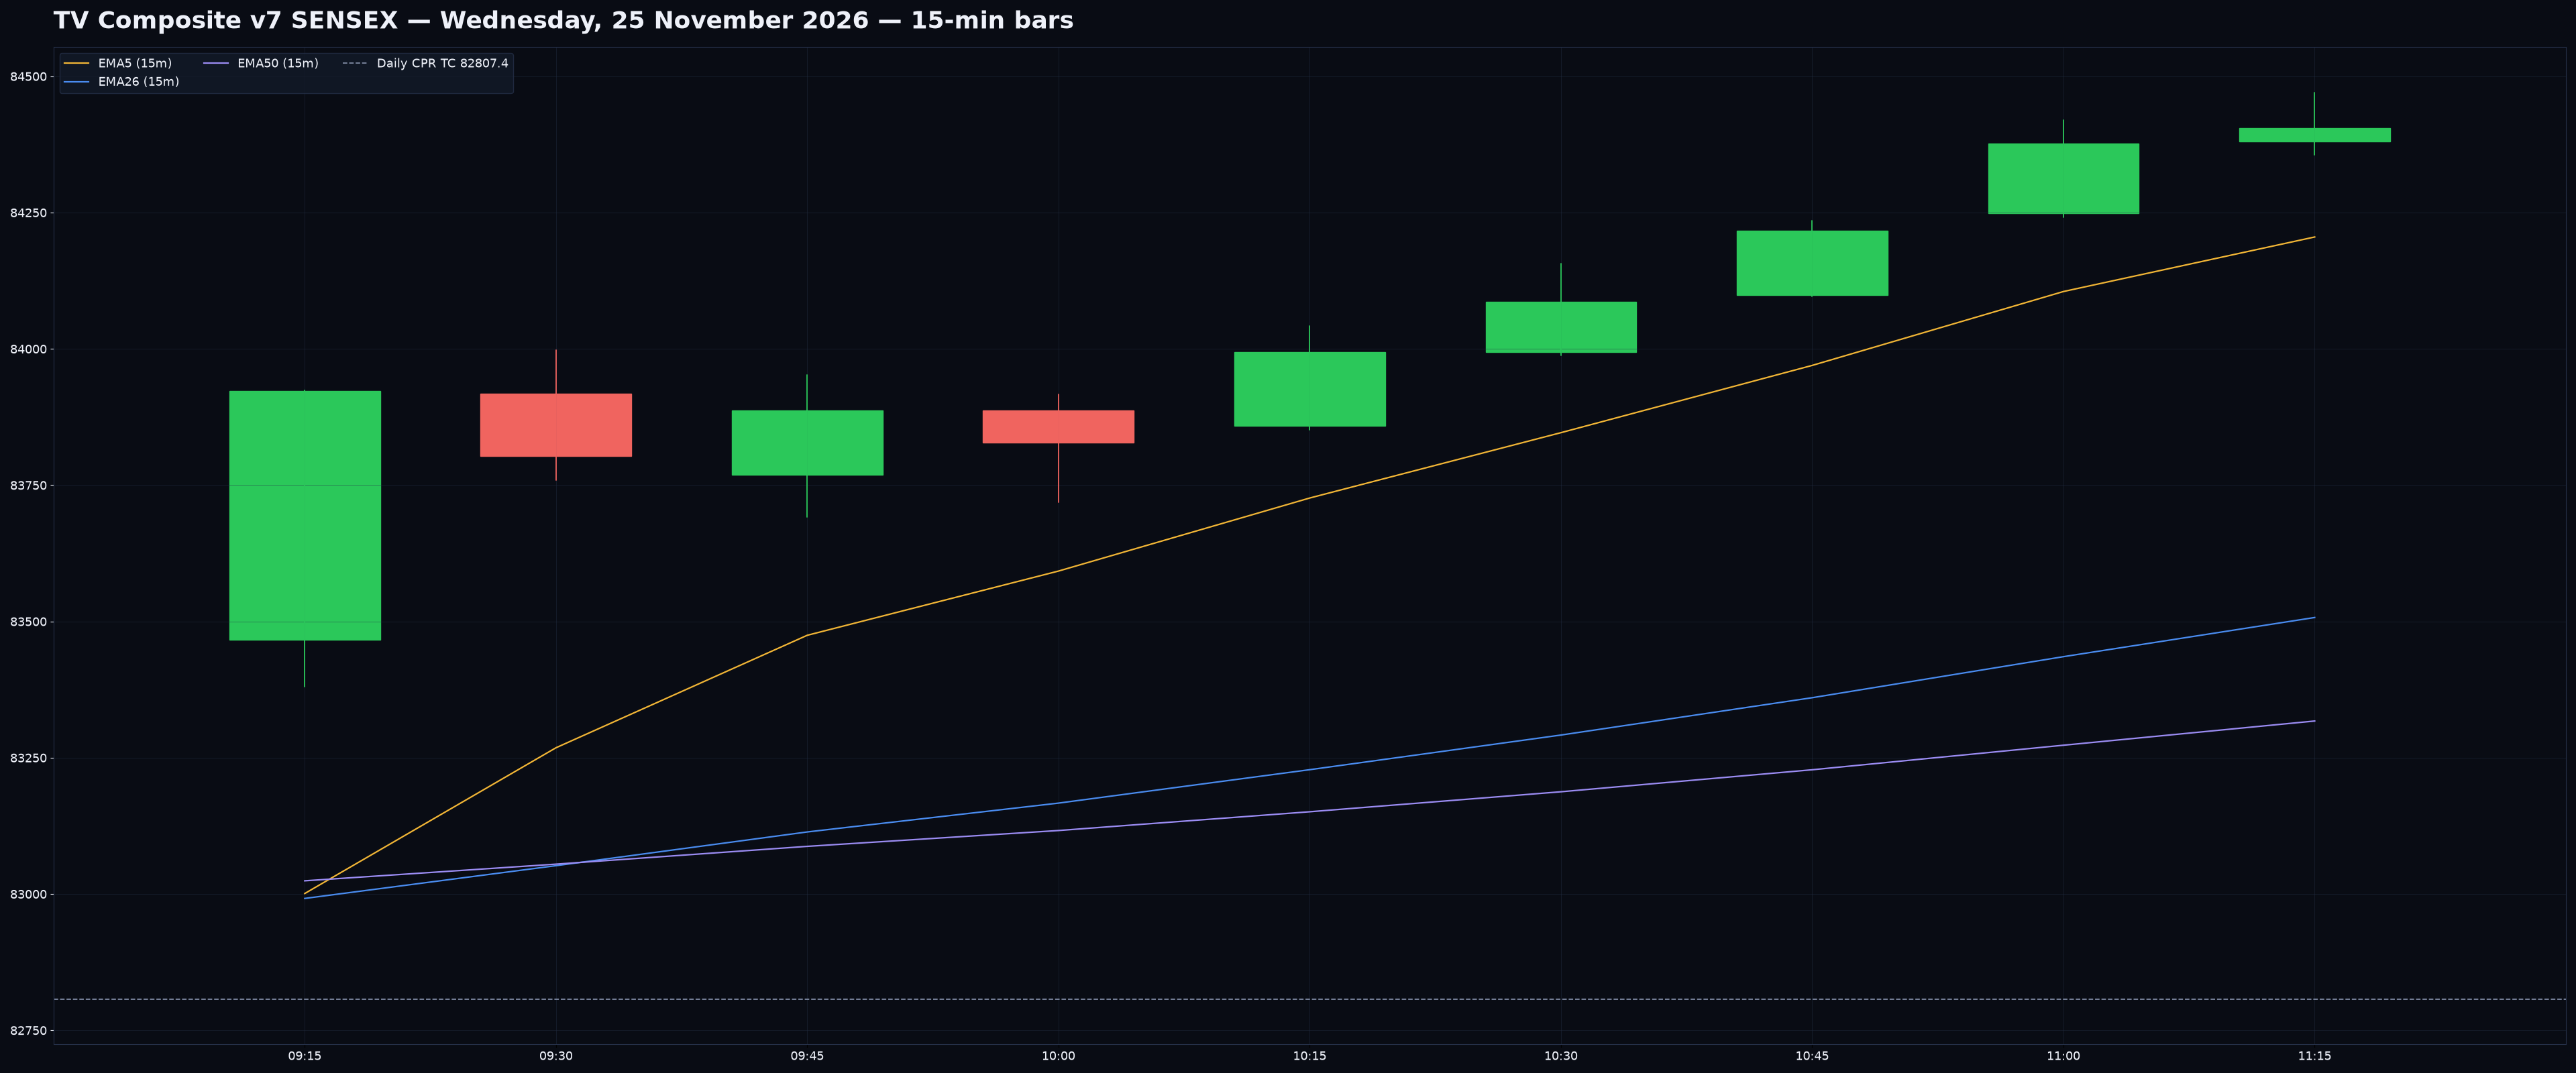 TV Composite v7 SENSEX — Wednesday, 25 November 2026 — 15-min bars
EMA5 (15m) EMA50 (15m) Daily CPR TC 82807.4
EMA26 (15m)
84500
84250
84000
83750
83500
83250
83000
82750
09:15 09:30 09:45 10:00 10:15 10:30 10:45 11:00 11:15